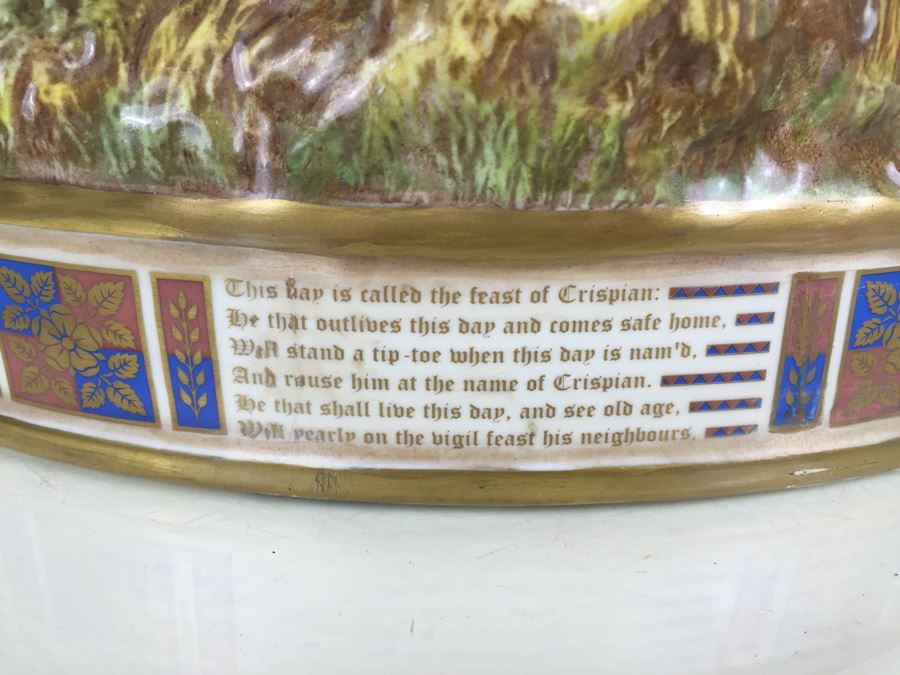 This day is called the feast of Crispian:
He that outlives this day and comes safe home,
Will stand a tip-toe when this day is nam'd,
And rouse him at the name of Crispian.
He that shall live this day, and see old age,
Will yearly on the vigil feast his neighbours,